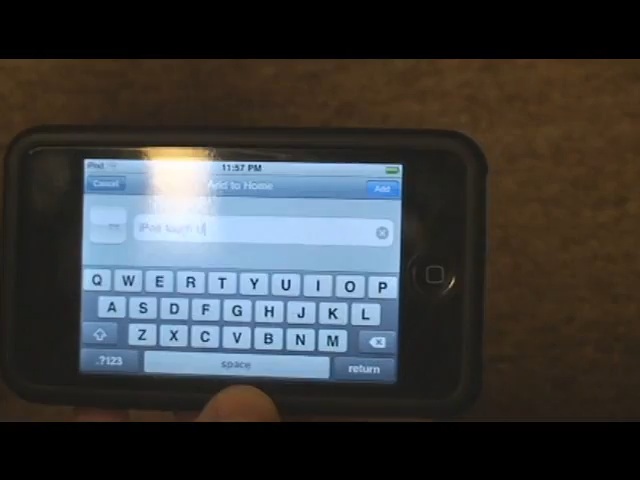 iPod 11:57 PM
Cancel Add to Home Add
iPod touch U
Q W E R T Y U I O P
A S D F G H J K L
Z X C V B N M
.?123 space return